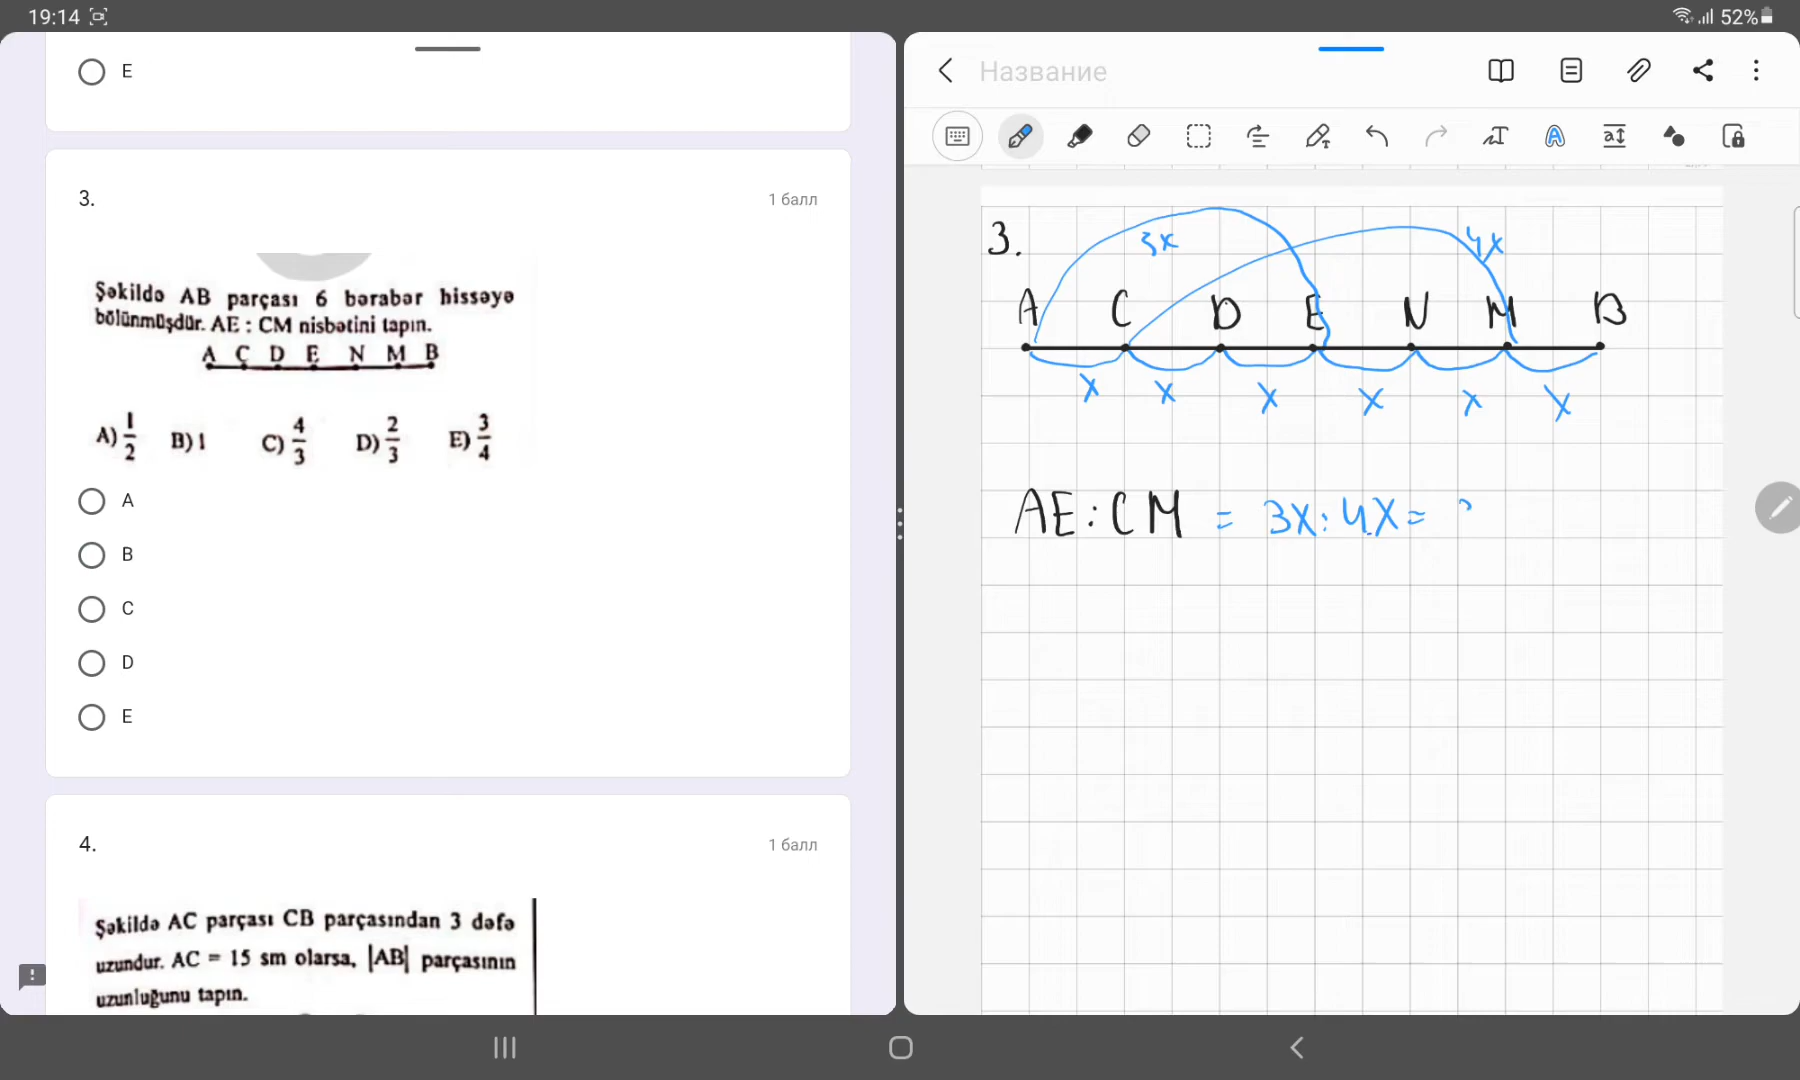 19:14
52%
E
3.
1 балл
Şəkildə AB parçası 6 bərabər hissəyə
bölünmüşdür. AE : CM nisbətini tapın.
A C D E N M B
A) 1/2 B) 1 C) 4/3 D) 2/3 E) 3/4
A
B
C
D
E
4.
1 балл
Şəkildə AC parçası CB parçasından 3 dəfə
uzundur. AC = 15 sm olarsa, |AB| parçasının
uzunluğunu tapın.
Название
3.
3x 4x
A C D E N M B
x x x x x x
AE:CM = 3x:4x=